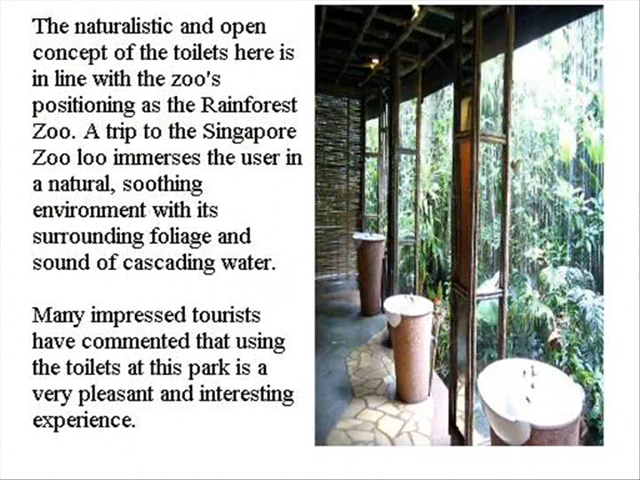 The naturalistic and open
concept of the toilets here is
in line with the zoo's
positioning as the Rainforest
Zoo. A trip to the Singapore
Zoo loo immerses the user in
a natural, soothing
environment with its
surrounding foliage and
sound of cascading water.
Many impressed tourists
have commented that using
the toilets at this park is a
very pleasant and interesting
experience.